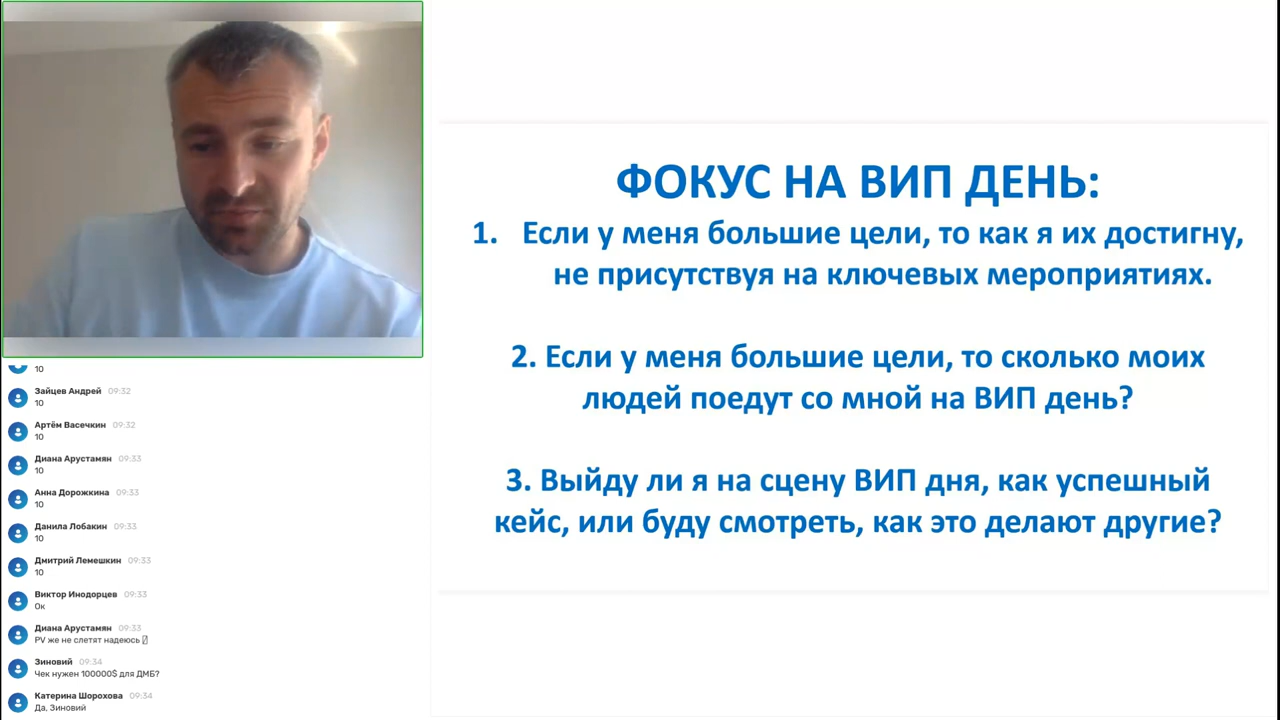 10
Зайцев Андрей 09:32
10
Артём Васечкин 09:32
10
Диана Арустамян 09:33
10
Анна Дорожкина 09:33
10
Данила Лобакин 09:33
10
Дмитрий Лемешкин 09:33
10
Виктор Инодорцев 09:33
Ок
Диана Арустамян 09:33
PV же не слетят надеюсь
Зиновий 09:34
Чек нужен 100000$ для ДМБ?
Катерина Шорохова 09:34
Да, Зиновий
ФОКУС НА ВИП ДЕНЬ:
1. Если у меня большие цели, то как я их достигну,
не присутствуя на ключевых мероприятиях.
2. Если у меня большие цели, то сколько моих
людей поедут со мной на ВИП день?
3. Выйду ли я на сцену ВИП дня, как успешный
кейс, или буду смотреть, как это делают другие?